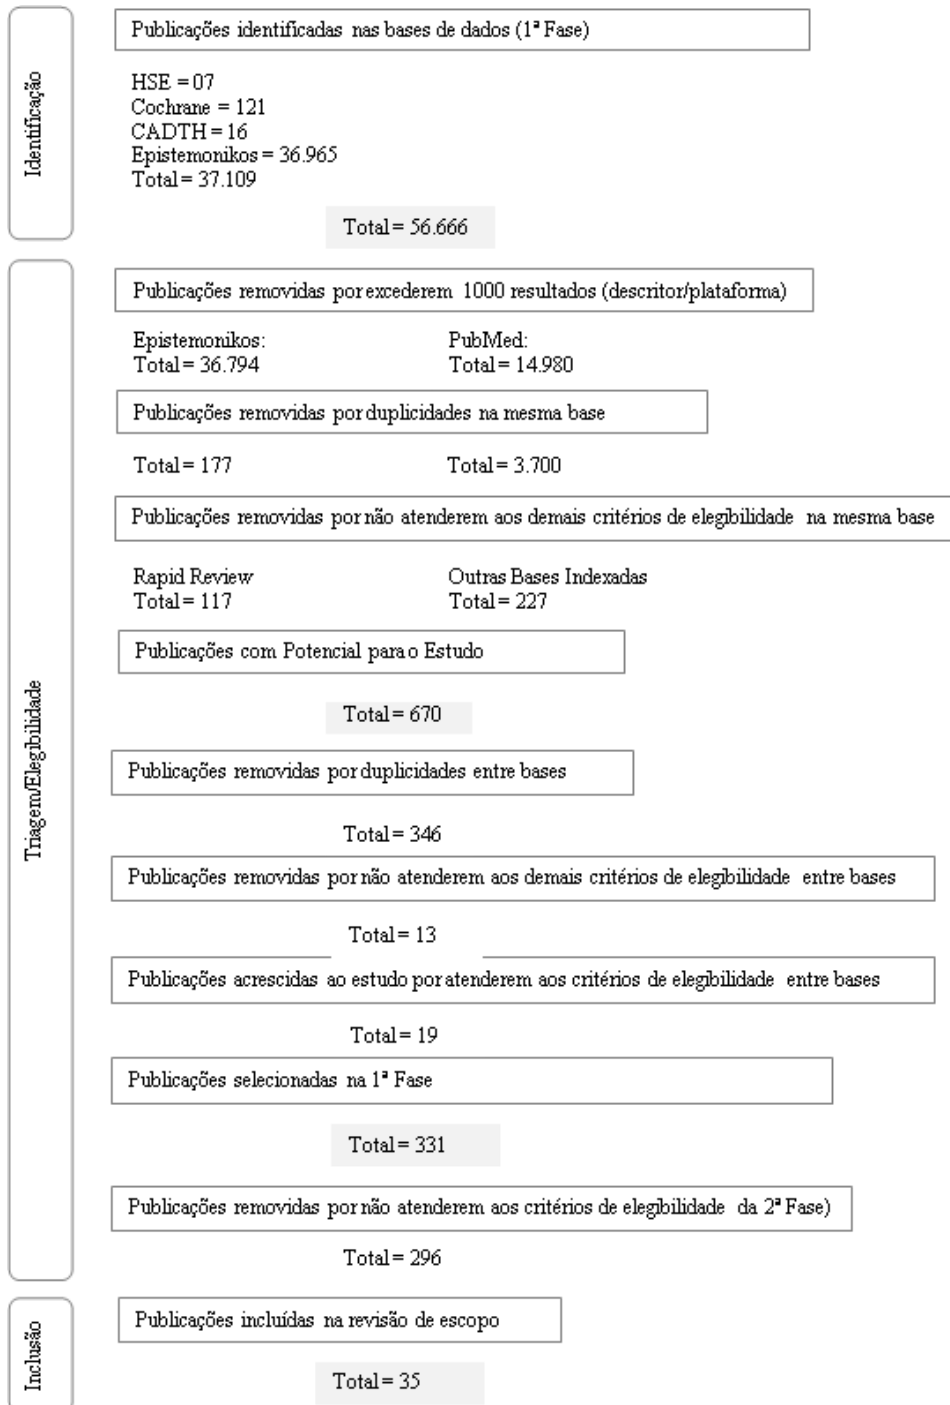 Identificação
Publicações identificadas nas bases de dados (1ª Fase)
HSE = 07
Cochrane = 121
CADTH = 16
Epistemonikos = 36.965
Total = 37.109
Total = 56.666
Triagem/Elegibilidade
Publicações removidas por excederem 1000 resultados (descritor/plataforma)
Epistemonikos: PubMed:
Total = 36.794 Total = 14.980
Publicações removidas por duplicidades na mesma base
Total = 177 Total = 3.700
Publicações removidas por não atenderem aos demais critérios de elegibilidade na mesma base
Rapid Review Outras Bases Indexadas
Total = 117 Total = 227
Publicações com Potencial para o Estudo
Total = 670
Publicações removidas por duplicidades entre bases
Total = 346
Publicações removidas por não atenderem aos demais critérios de elegibilidade entre bases
Total = 13
Publicações acrescidas ao estudo por atenderem aos critérios de elegibilidade entre bases
Total = 19
Publicações selecionadas na 1ª Fase
Total = 331
Publicações removidas por não atenderem aos critérios de elegibilidade da 2ª Fase)
Total = 296
Inclusão
Publicações incluídas na revisão de escopo
Total = 35